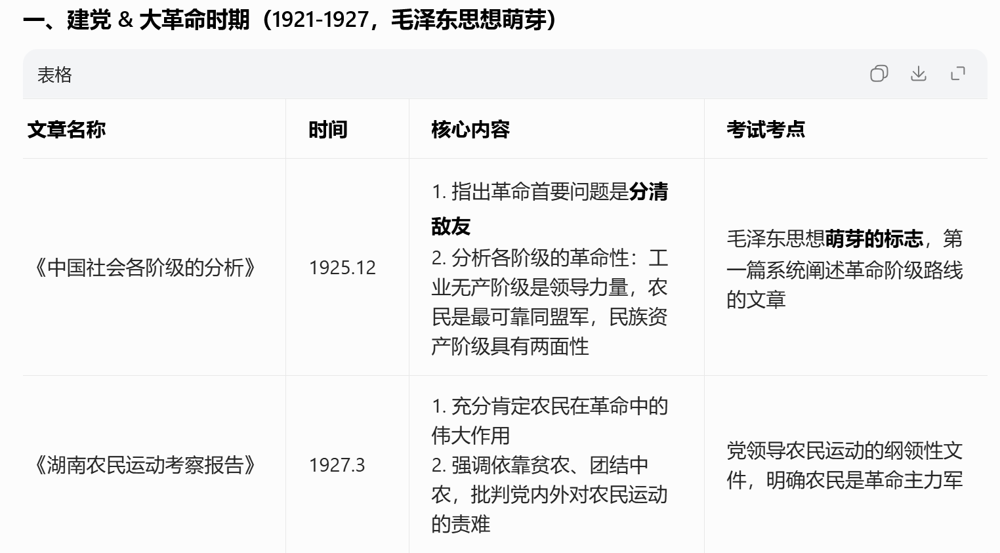 一、建党 & 大革命时期（1921-1927，毛泽东思想萌芽）
表格
文章名称
时间
核心内容
考试考点
《中国社会各阶级的分析》
1925.12
1. 指出革命首要问题是分清
敌友
2. 分析各阶级的革命性：工
业无产阶级是领导力量，农
民是最可靠同盟军，民族资
产阶级具有两面性
毛泽东思想萌芽的标志，第
一篇系统阐述革命阶级路线
的文章
《湖南农民运动考察报告》
1927.3
1. 充分肯定农民在革命中的
伟大作用
2. 强调依靠贫农、团结中
农，批判党内外对农民运动
的责难
党领导农民运动的纲领性文
件，明确农民是革命主力军